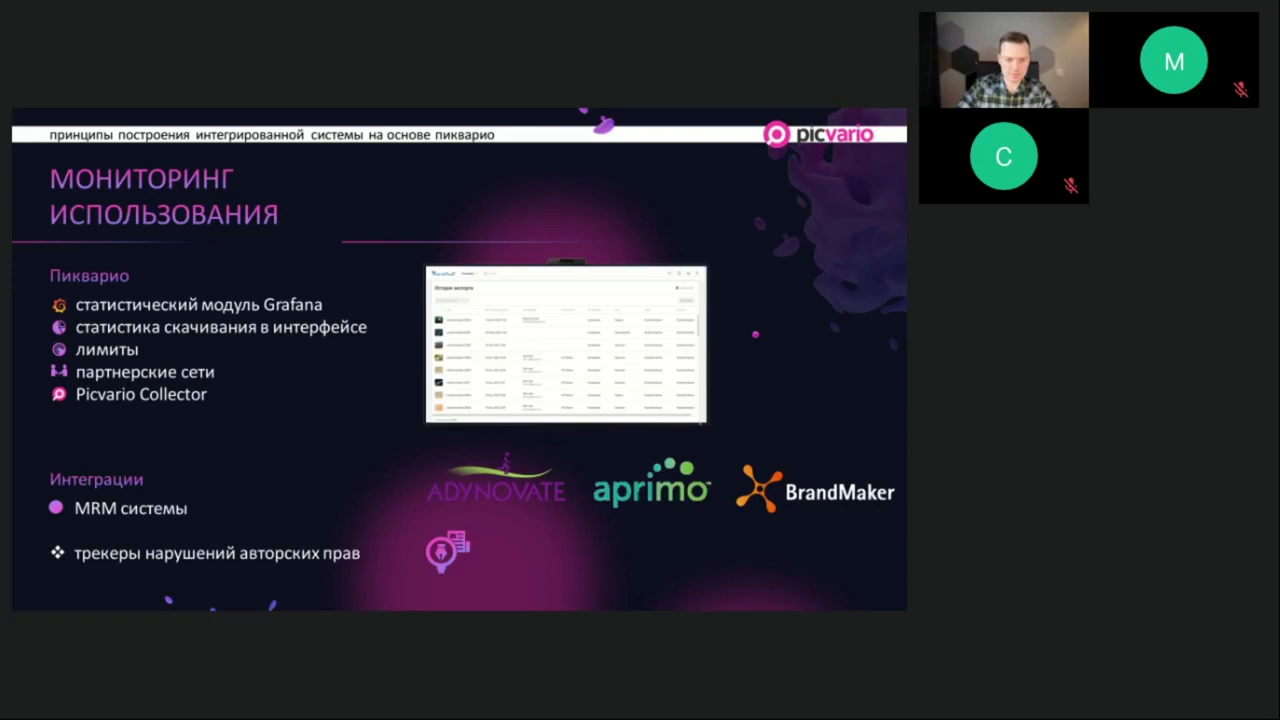 принципы построения интегрированной системы на основе пикварио
picvario
МОНИТОРИНГ
ИСПОЛЬЗОВАНИЯ
Пикварио
статистический модуль Grafana
статистика скачивания в интерфейсе
лимиты
партнерские сети
Picvario Collector
История экспорта
Интеграции
MRM системы
трекеры нарушений авторских прав
ADYNOVATE
aprimo
BrandMaker
M
C